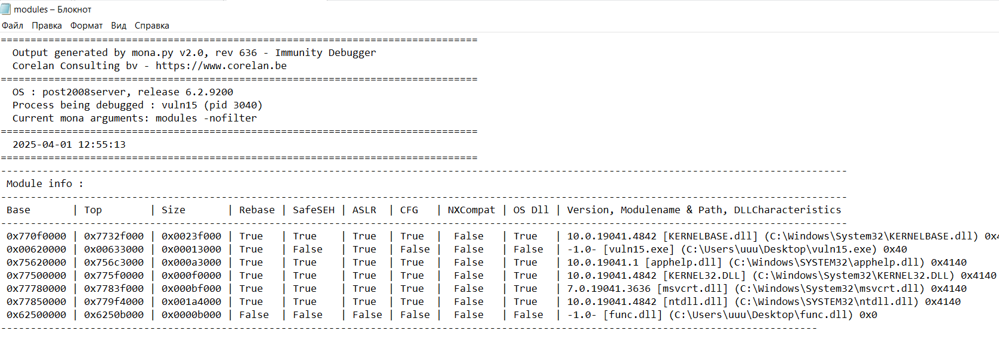 modules – Блокнот
Файл Правка Формат Вид Справка
================================================================================
Output generated by mona.py v2.0, rev 636 - Immunity Debugger
Corelan Consulting bv - https://www.corelan.be
================================================================================
OS : post2008server, release 6.2.9200
Process being debugged : vuln15 (pid 3040)
Current mona arguments: modules -nofilter
================================================================================
2025-04-01 12:55:13
================================================================================
----------------------------------------------------------------------------------------------------------------------------------------------
Module info :
----------------------------------------------------------------------------------------------------------------------------------------------
Base | Top | Size | Rebase | SafeSEH | ASLR | CFG | NXCompat | OS Dll | Version, Modulename & Path, DLLCharacteristics
----------------------------------------------------------------------------------------------------------------------------------------------
0x770f0000 | 0x7732f000 | 0x0023f000 | True | True | True | True | False | True | 10.0.19041.4842 [KERNELBASE.dll] (C:\Windows\System32\KERNELBASE.dll) 0x4
0x00620000 | 0x00633000 | 0x00013000 | True | False | True | False | False | False | -1.0- [vuln15.exe] (C:\Users\uuu\Desktop\vuln15.exe) 0x40
0x75620000 | 0x756c3000 | 0x000a3000 | True | True | True | True | False | True | 10.0.19041.1 [apphelp.dll] (C:\Windows\SYSTEM32\apphelp.dll) 0x4140
0x77500000 | 0x775f0000 | 0x000f0000 | True | True | True | True | False | True | 10.0.19041.4842 [KERNEL32.DLL] (C:\Windows\System32\KERNEL32.DLL) 0x4140
0x77780000 | 0x7783f000 | 0x000bf000 | True | True | True | True | False | True | 7.0.19041.3636 [msvcrt.dll] (C:\Windows\System32\msvcrt.dll) 0x4140
0x77850000 | 0x779f4000 | 0x001a4000 | True | True | True | True | False | True | 10.0.19041.4842 [ntdll.dll] (C:\Windows\SYSTEM32\ntdll.dll) 0x4140
0x62500000 | 0x6250b000 | 0x0000b000 | False | False | False | False | False | False | -1.0- [func.dll] (C:\Users\uuu\Desktop\func.dll) 0x0
-----------------------------------------------------------------------------------------------------------------------------------------